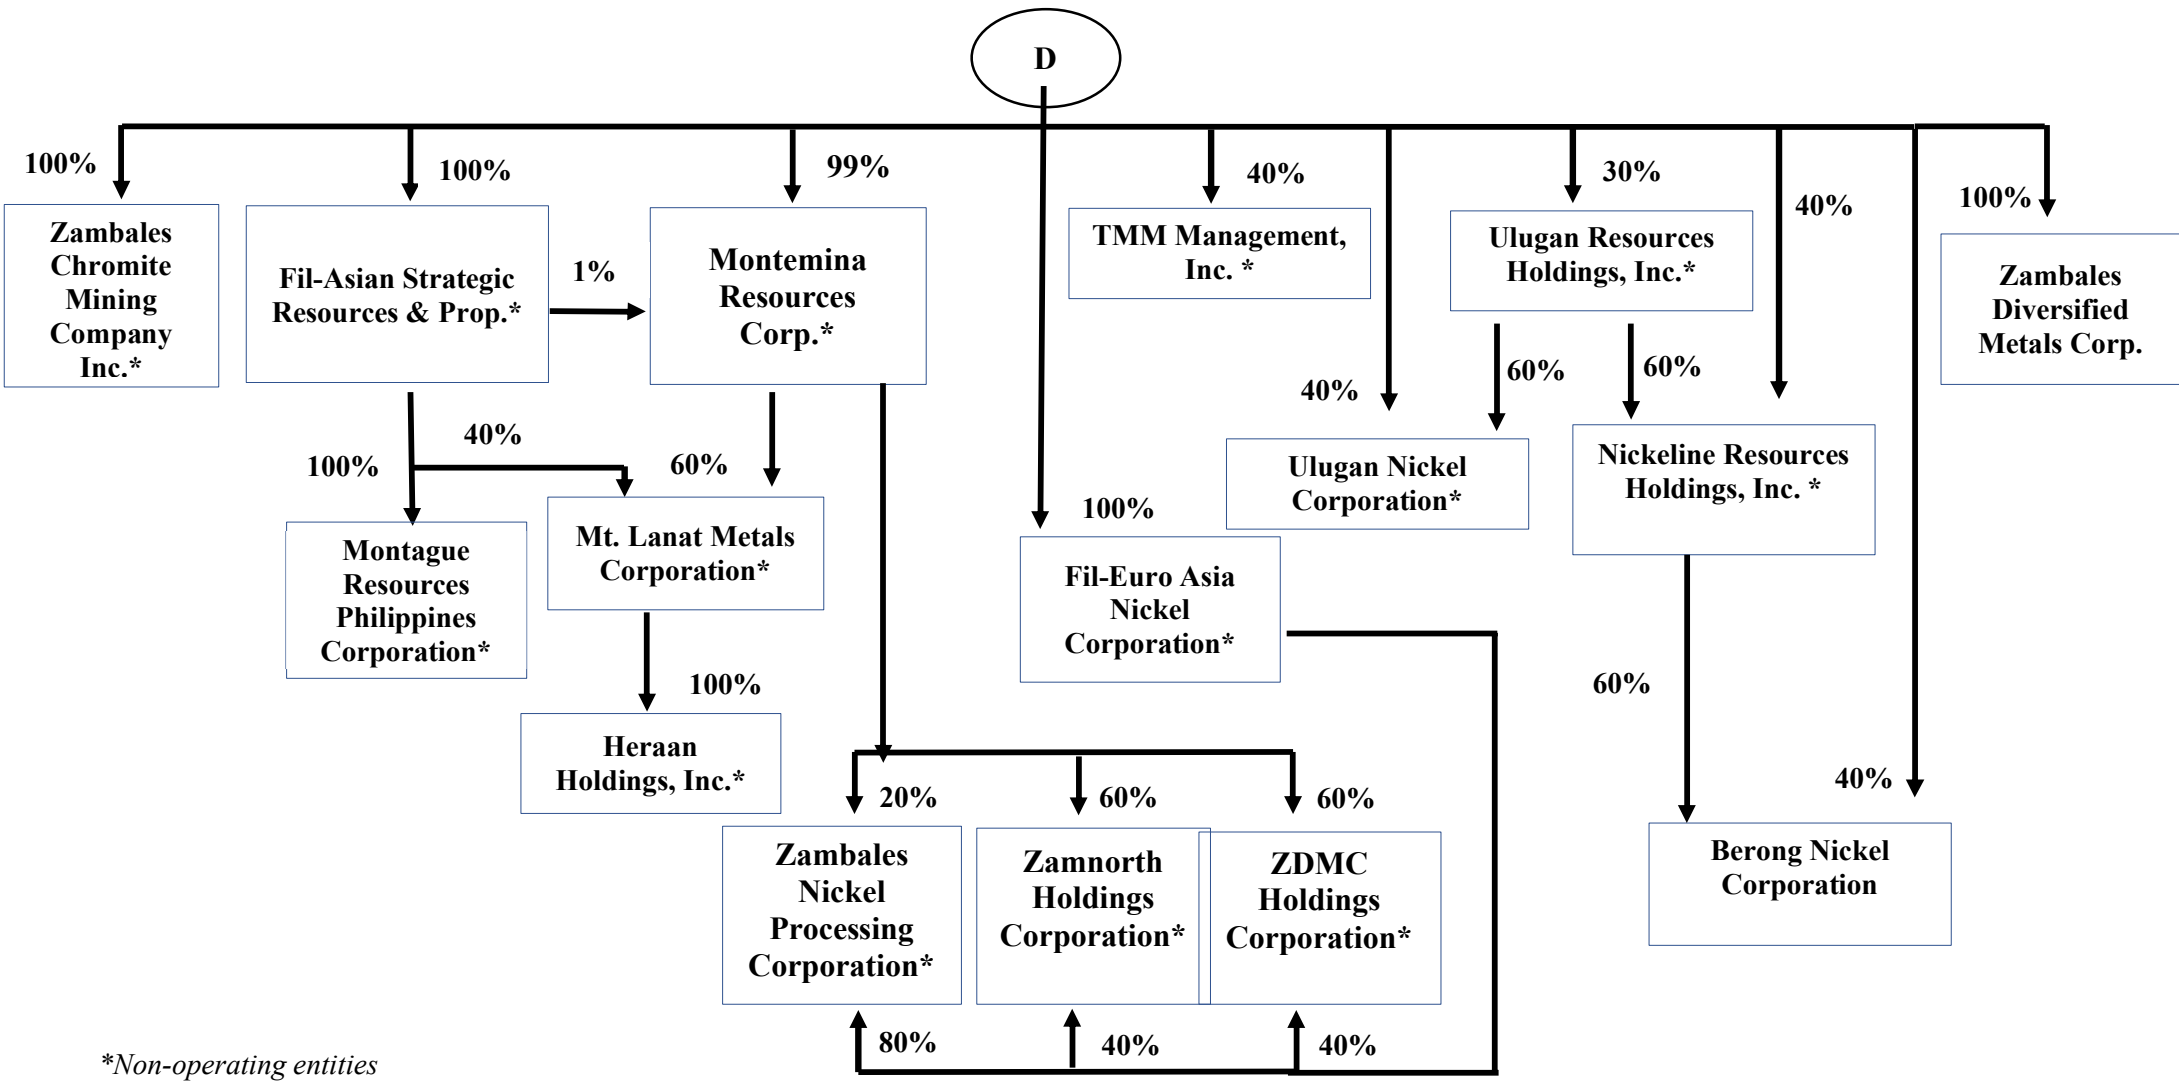 D
100%
100%
99%
40%
30%
40%
100%
Zambales
Chromite
Mining
Company
Inc.*
Fil-Asian Strategic
Resources & Prop.*
1%
Montemina
Resources
Corp.*
TMM Management,
Inc. *
Ulugan Resources
Holdings, Inc.*
Zambales
Diversified
Metals Corp.
40%
60%
60%
100%
40%
60%
Ulugan Nickel
Corporation*
Nickeline Resources
Holdings, Inc. *
Montague
Resources
Philippines
Corporation*
Mt. Lanat Metals
Corporation*
100%
Fil-Euro Asia
Nickel
Corporation*
100%
60%
Heraan
Holdings, Inc.*
20%
60%
60%
40%
Zambales
Nickel
Processing
Corporation*
Zamnorth
Holdings
Corporation*
ZDMC
Holdings
Corporation*
Berong Nickel
Corporation
80%
40%
40%
*Non-operating entities